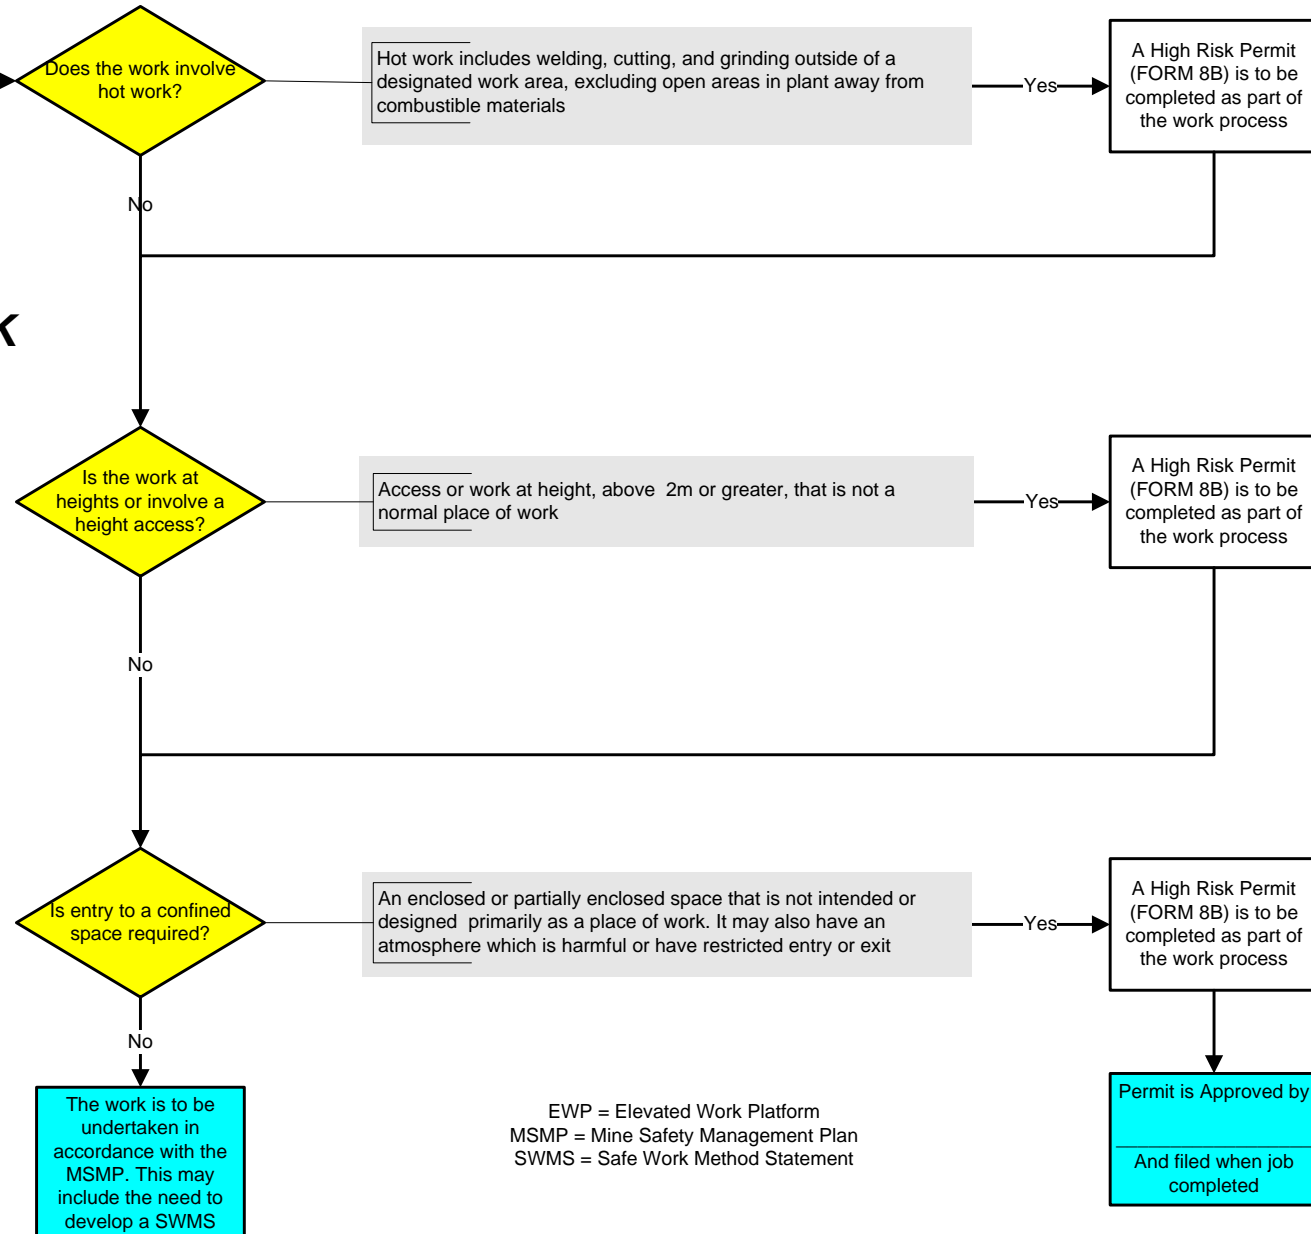 Does the work involve
hot work?
Hot work includes welding, cutting, and grinding outside of a
designated work area, excluding open areas in plant away from
combustible materials
Yes
A High Risk Permit
(FORM 8B) is to be
completed as part of
the work process
No
K
Is the work at
heights or involve a
height access?
Access or work at height, above  2m or greater, that is not a
normal place of work
Yes
A High Risk Permit
(FORM 8B) is to be
completed as part of
the work process
No
Is entry to a confined
space required?
An enclosed or partially enclosed space that is not intended or
designed  primarily as a place of work. It may also have an
atmosphere which is harmful or have restricted entry or exit
Yes
A High Risk Permit
(FORM 8B) is to be
completed as part of
the work process
No
The work is to be
undertaken in
accordance with the
MSMP. This may
include the need to
develop a SWMS
EWP = Elevated Work Platform
MSMP = Mine Safety Management Plan
SWMS = Safe Work Method Statement
Permit is Approved by
And filed when job
completed